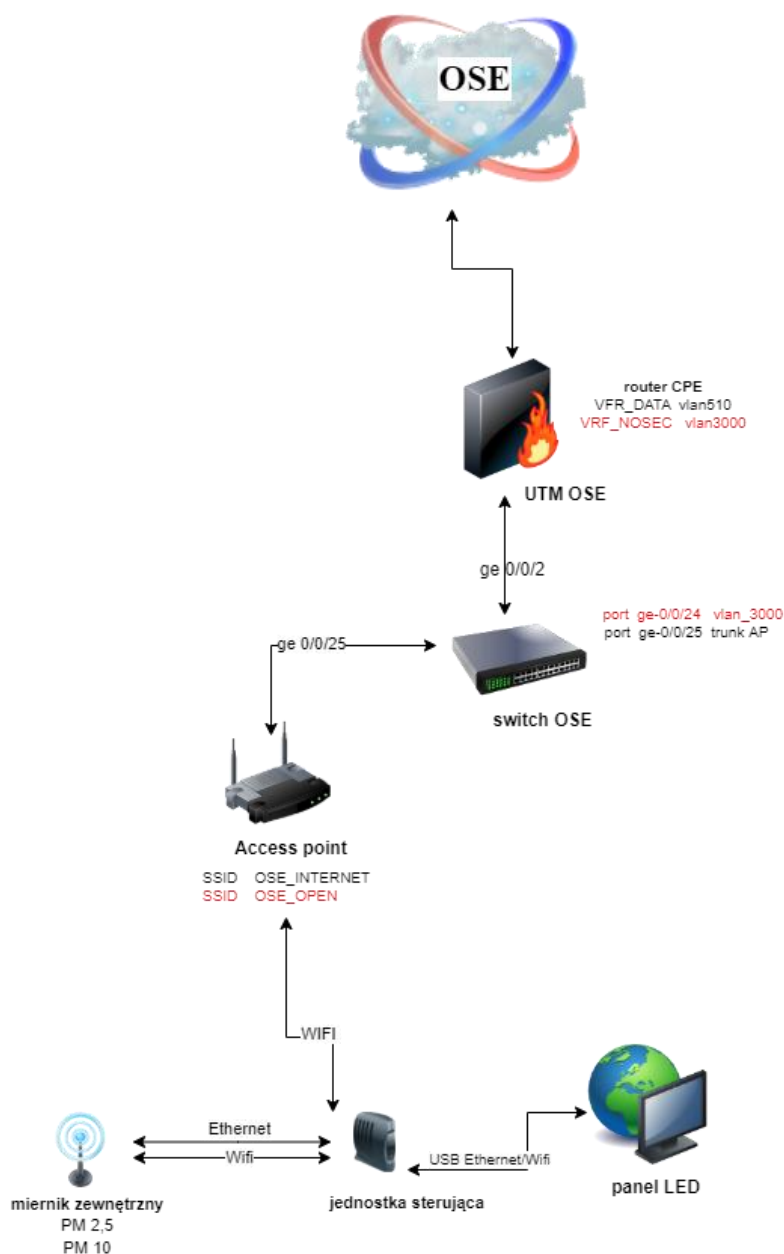 OSE
router CPE
VFR_DATA vlan510
VRF_NOSEC vlan3000
UTM OSE
ge 0/0/2
port ge-0/0/24 vlan_3000
port ge-0/0/25 trunk AP
ge 0/0/25
switch OSE
Access point
SSID OSE_INTERNET
SSID OSE_OPEN
WIFI
Ethernet
Wifi
USB Ethernet/Wifi
miernik zewnętrzny
PM 2,5
PM 10
jednostka sterująca
panel LED